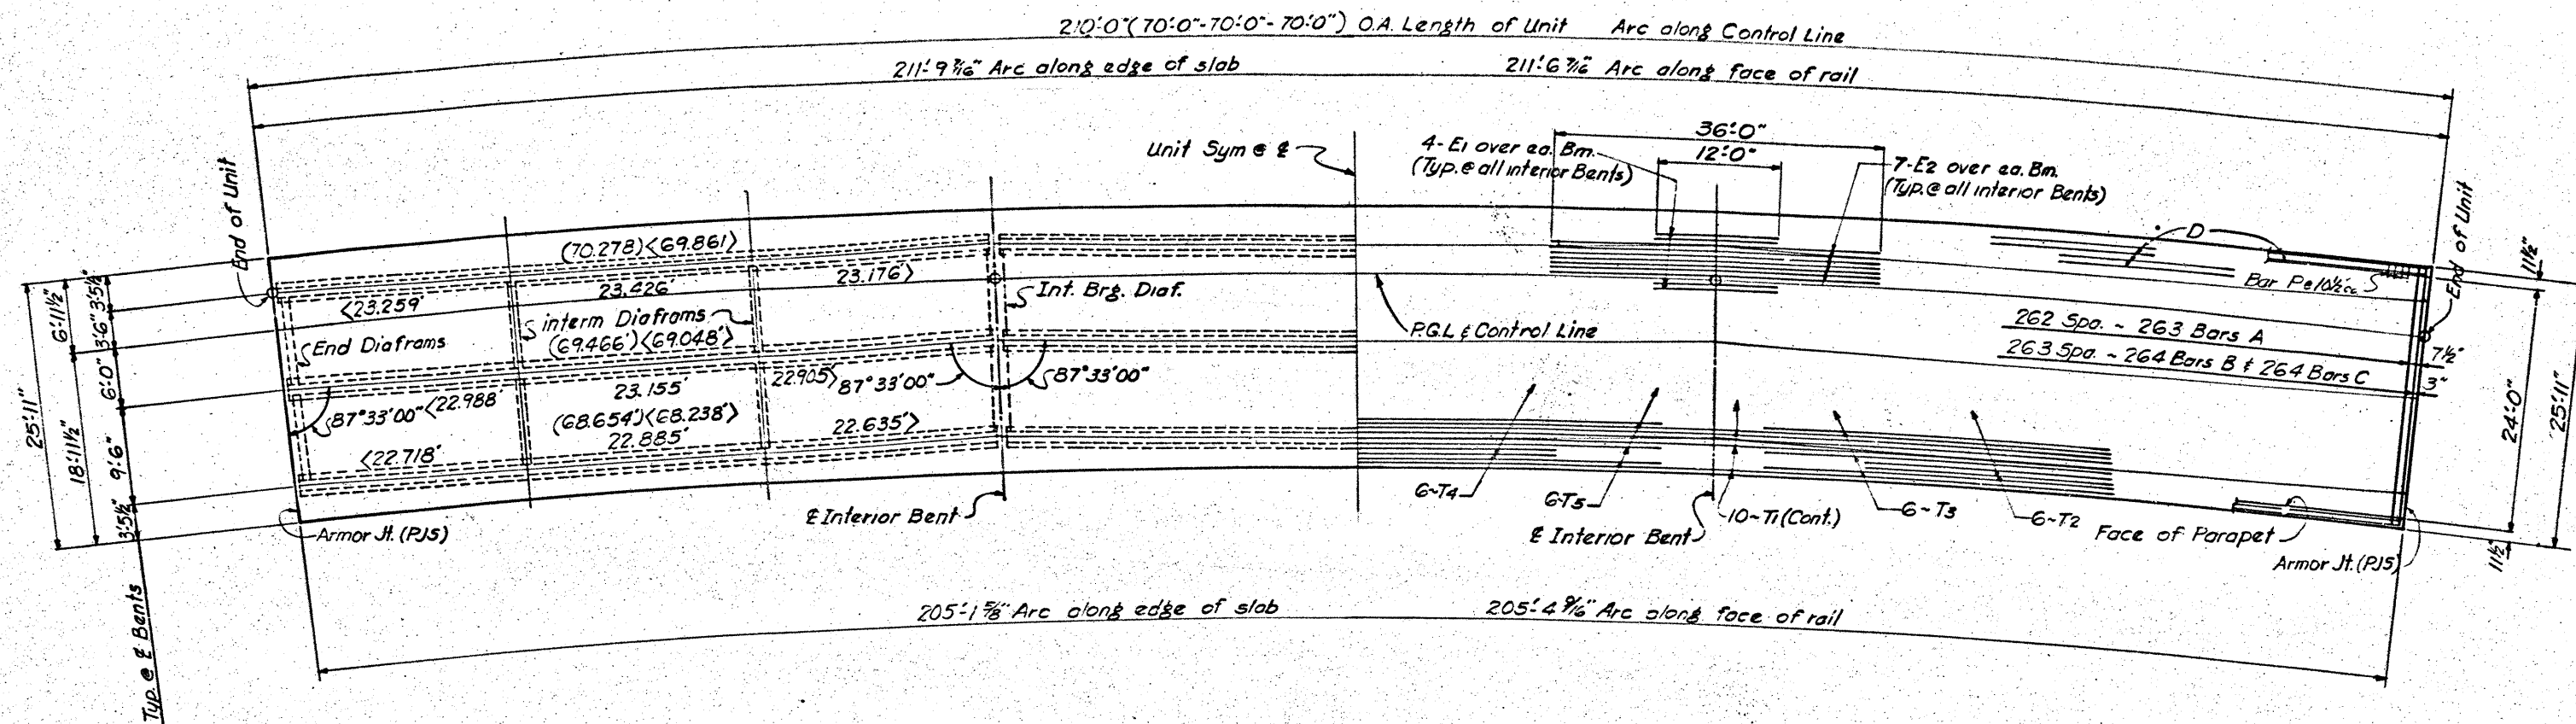 210'-0" (70'-0"-70'-0"-70'-0") O.A. Length of Unit Arc along Control Line
211'-9 9/16" Arc along edge of slab
211'-6 7/16" Arc along face of rail
Unit Sym @ ℄
4-E1 over ea. Bm.
(Typ. @ all interior Bents)
36'-0"
12'-0"
7-E2 over ea. Bm.
(Typ. @ all interior Bents)
End of Unit
End of Unit
D
Bar P@10½ cc.
11½"
(70.278')<69.861'>
<23.259'
23.426'
23.176'>
Int. Brg. Diaf.
interm Diaframs
(69.466')<69.048'>
End Diaframs
P.G.L. & Control Line
262 Spa. ~ 263 Bars A
263 Spa. ~ 264 Bars B & 264 Bars C
7½"
3"
87°33'00"
<22.988'
23.155'
22.905'>
87°33'00"
87°33'00"
(68.654')<68.238'>
22.885'
22.635'>
<22.718'
25'-11"
6'-11½"
18'-11½"
3'-5½"
3'-6"
6'-0"
9'-6"
3'-5½"
Typ. @ ℄ Bents
24'-0"
25'-11"
11½"
Armor Jt. (PJS)
℄ Interior Bent
6~T4
6~T5
10~T1 (Cont.)
℄ Interior Bent
6~T3
6~T2
Face of Parapet
Armor Jt. (PJS)
205'-1 5/8" Arc along edge of slab
205'-4 9/16" Arc along face of rail